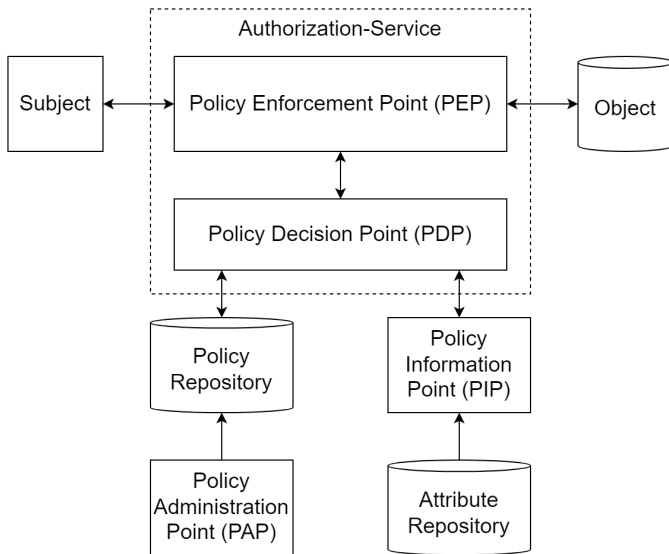 Authorization-Service
Subject
Policy Enforcement Point (PEP)
Object
Policy Decision Point (PDP)
Policy
Repository
Policy
Information
Point (PIP)
Policy
Administration
Point (PAP)
Attribute
Repository